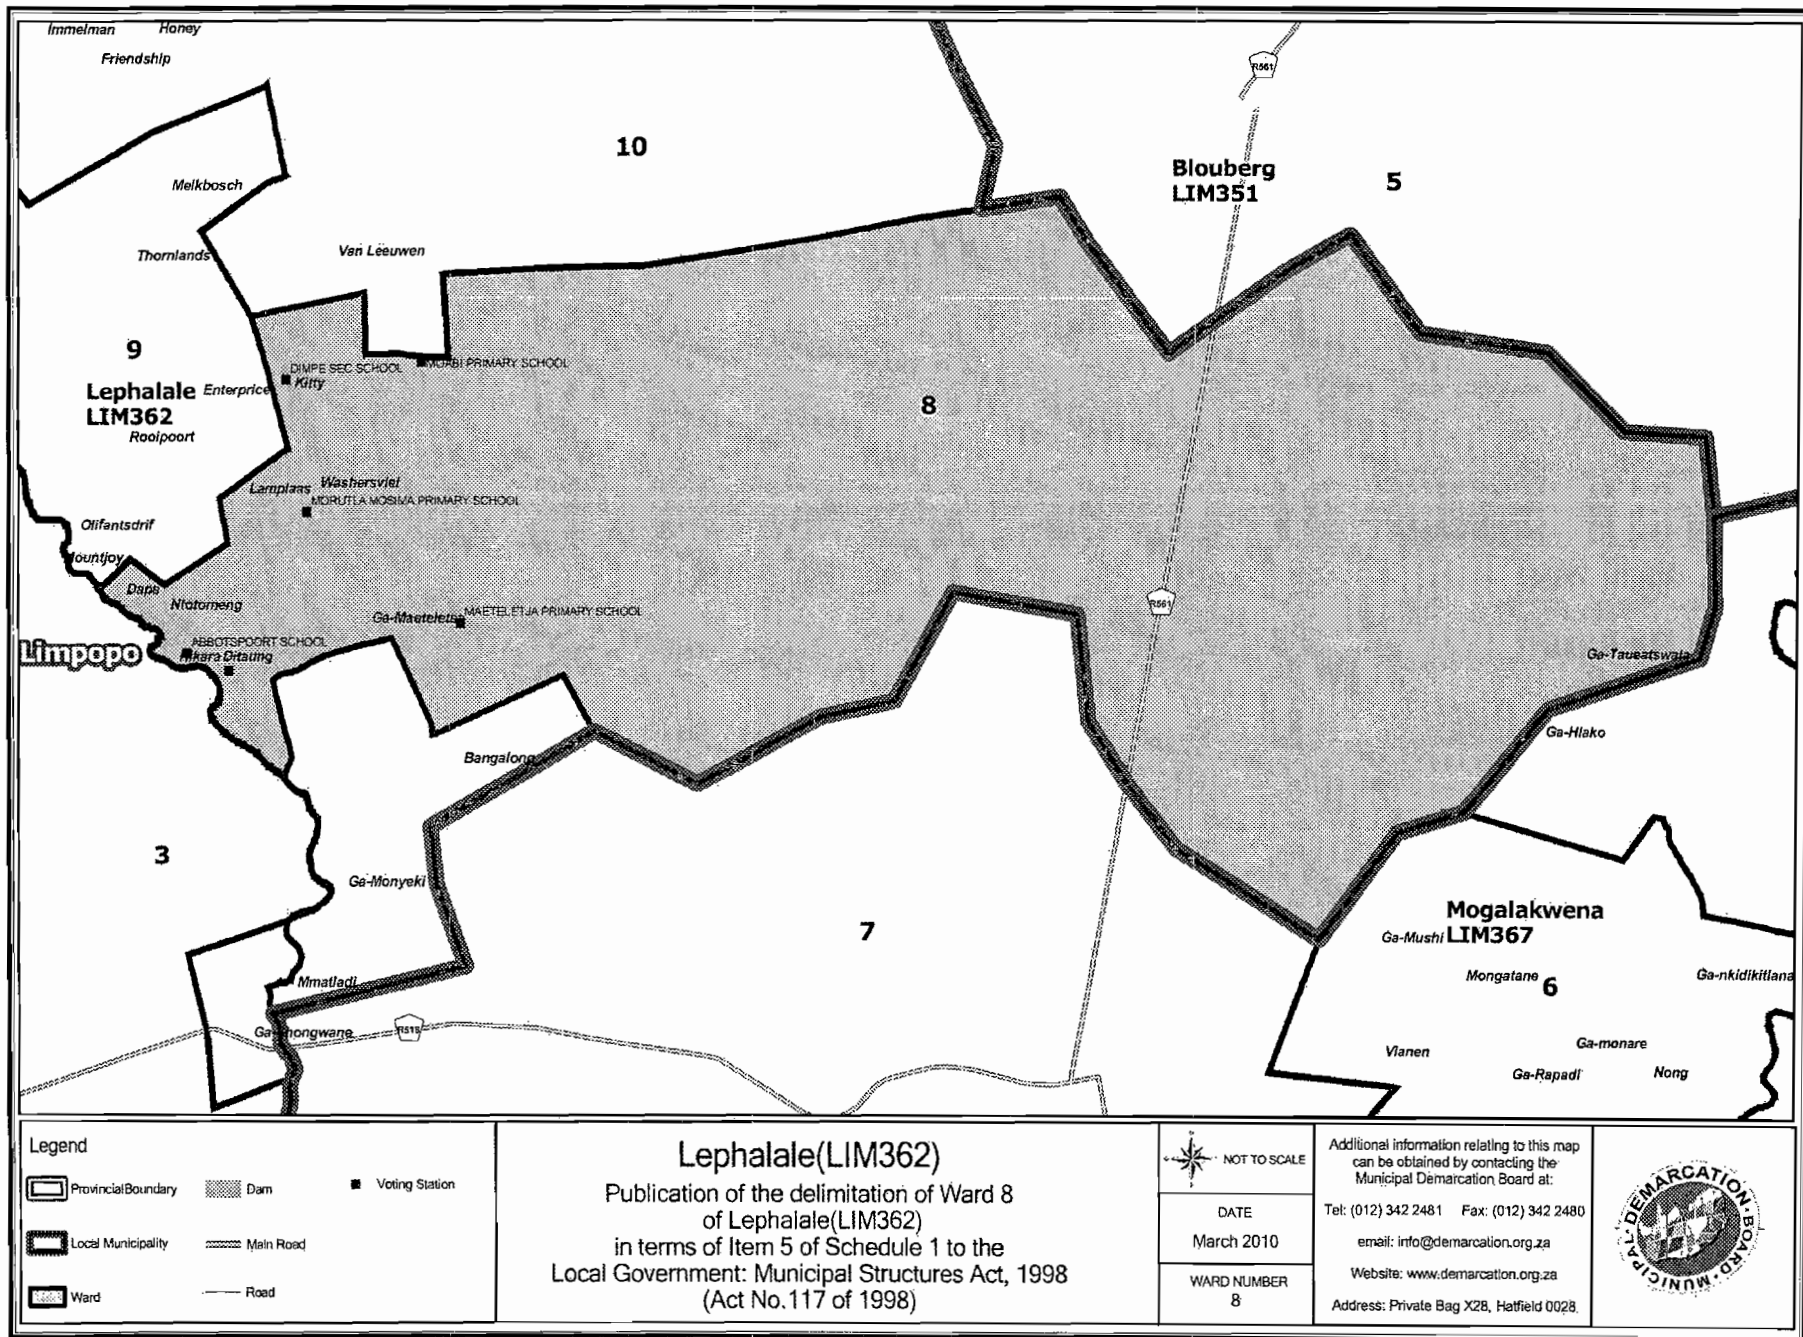 Immelman
Honey
Friendship
10
Melkbosch
R561
Blouberg
LIM351
5
Thornlands
Van Leeuwen
9
Lephalale
LIM362
Enterprice
Rooipoort
DIMPE SEC SCHOOL
Kitty
MOABI PRIMARY SCHOOL
8
Lamplaas
Washersvlei
MORUTLA MOSIMA PRIMARY SCHOOL
Olifantsdrif
Mountjoy
Daps
Ntotomeng
Ga-Maeteletsa
MAETELETJA PRIMARY SCHOOL
R561
Limpopo
ABBOTSPOORT SCHOOL
Ditaung
Ga-Taueatswala
Ga-Hlako
Bangalong
3
Ga-Monyeki
7
Mogalakwena
LIM367
Ga-Mushi
Mongatane
6
Ga-nkidikitlana
Mmatladi
R518
Vianen
Ga-monare
Ga-Rapadi
Nong
Legend
Provincial Boundary
Dam
Voting Station
Local Municipality
Main Road
Ward
Road
Lephalale(LIM362)
Publication of the delimitation of Ward 8
of Lephalale(LIM362)
in terms of Item 5 of Schedule 1 to the
Local Government: Municipal Structures Act, 1998
(Act No.117 of 1998)
NOT TO SCALE
DATE
March 2010
WARD NUMBER
8
Additional information relating to this map
can be obtained by contacting the
Municipal Demarcation Board at:
Tel: (012) 342 2481 Fax: (012) 342 2480
email: info@demarcation.org.za
Website: www.demarcation.org.za
Address: Private Bag X28, Hatfield 0028
MUNICIPAL DEMARCATION BOARD